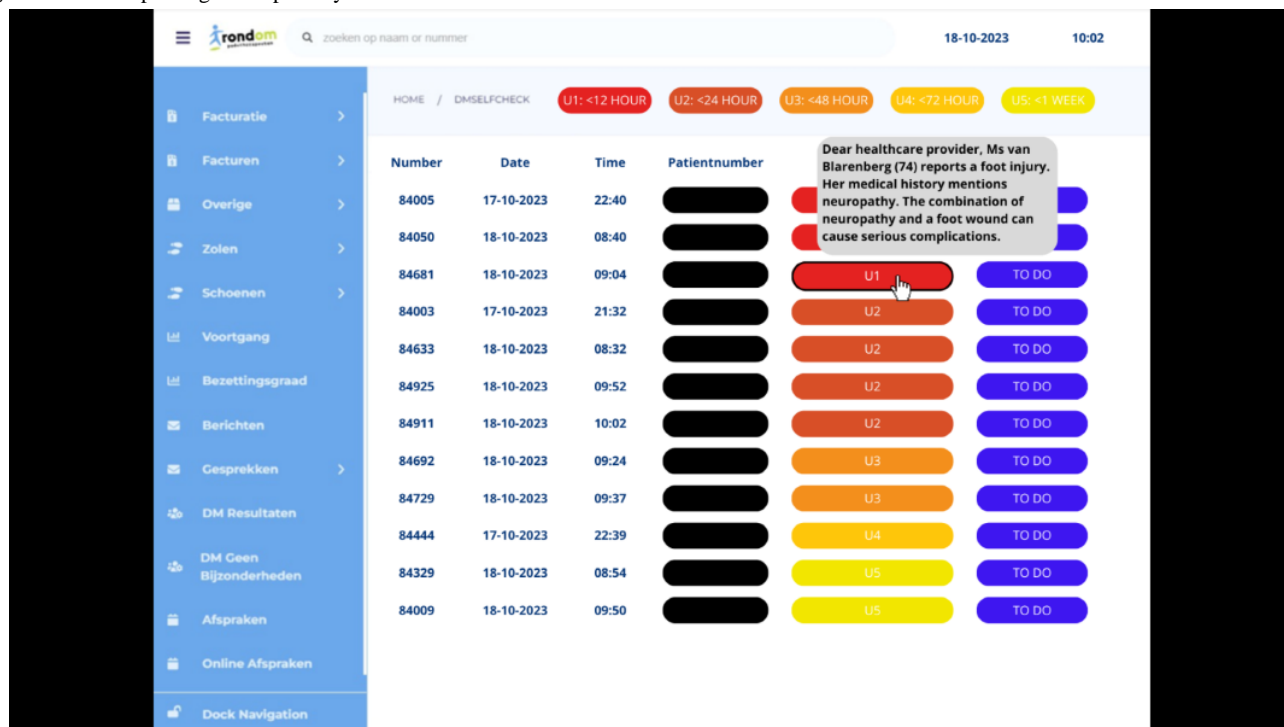 rondom
zoeken op naam or nummer
18-10-2023 10:02
HOME / DMSELFCHECK U1: <12 HOUR U2: <24 HOUR U3: <48 HOUR U4: <72 HOUR U5: <1 WEEK
Facturatie
Facturen
Overige
Zolen
Schoenen
Voortgang
Bezettingsgraad
Berichten
Gesprekken
DM Resultaten
DM Geen
Bijzonderheden
Afspraken
Online Afspraken
Dock Navigation
Number Date Time Patientnumber
Dear healthcare provider, Ms van
Blarenberg (74) reports a foot injury.
Her medical history mentions
neuropathy. The combination of
neuropathy and a foot wound can
cause serious complications.
84005 17-10-2023 22:40
84050 18-10-2023 08:40
84681 18-10-2023 09:04 U1 TO DO
84003 17-10-2023 21:32 U2 TO DO
84633 18-10-2023 08:32 U2 TO DO
84925 18-10-2023 09:52 U2 TO DO
84911 18-10-2023 10:02 U2 TO DO
84692 18-10-2023 09:24 U3 TO DO
84729 18-10-2023 09:37 U3 TO DO
84444 17-10-2023 22:39 U4 TO DO
84329 18-10-2023 08:54 U5 TO DO
84009 18-10-2023 09:50 U5 TO DO